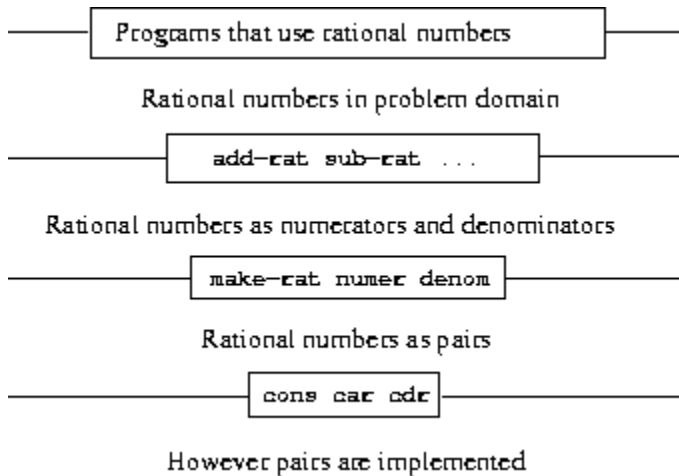 Programs that use rational numbers
Rational numbers in problem domain
add-rat sub-rat ...
Rational numbers as numerators and denominators
make-rat numer denom
Rational numbers as pairs
cons car cdr
However pairs are implemented